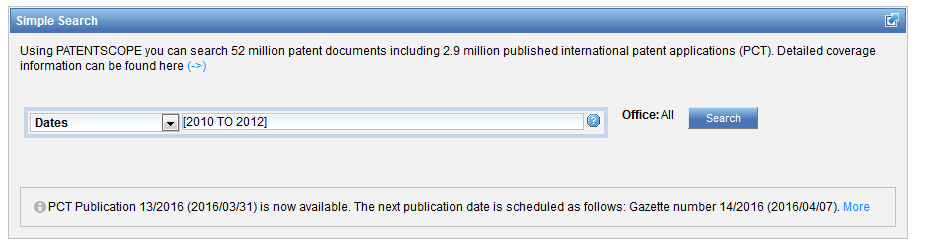 Simple Search
Using PATENTSCOPE you can search 52 million patent documents including 2.9 million published international patent applications (PCT). Detailed coverage
information can be found here (->)
Dates [2010 TO 2012] ? Office: All Search
PCT Publication 13/2016 (2016/03/31) is now available. The next publication date is scheduled as follows: Gazette number 14/2016 (2016/04/07). More